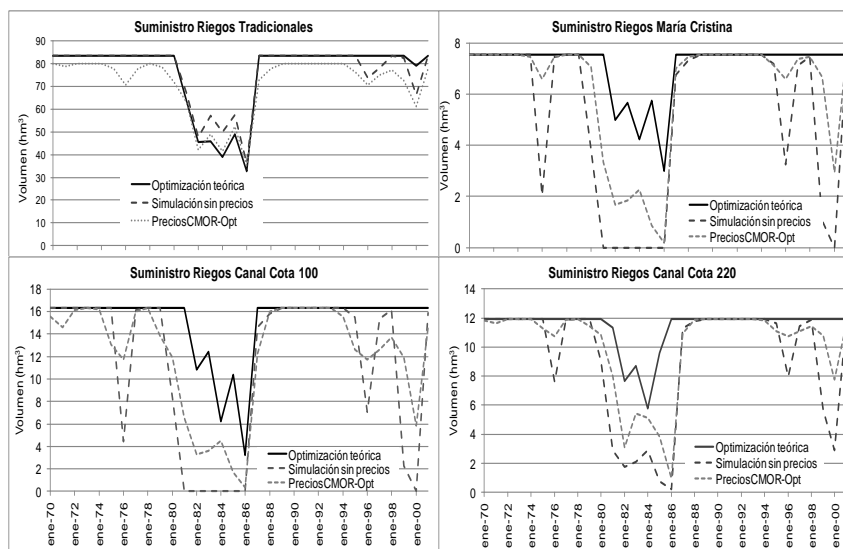 Suministro Riegos Tradicionales
Volumen (hm³)
90
80
70
60
50
40
30
20
10
0
Optimización teórica
Simulación sin precios
PreciosCMOR-Opt
Suministro Riegos María Cristina
Volumen (hm³)
8
6
4
2
0
Optimización teórica
Simulación sin precios
PreciosCMOR-Opt
Suministro Riegos Canal Cota 100
Volumen (hm³)
18
16
14
12
10
8
6
4
2
0
Optimización teórica
Simulación sin precios
PreciosCMOR-Opt
ene-70
ene-72
ene-74
ene-76
ene-78
ene-80
ene-82
ene-84
ene-86
ene-88
ene-90
ene-92
ene-94
ene-96
ene-98
ene-00
Suministro Riegos Canal Cota 220
Volumen (hm³)
14
12
10
8
6
4
2
0
Optimización teórica
Simulación sin precios
PreciosCMOR-Opt
ene-70
ene-72
ene-74
ene-76
ene-78
ene-80
ene-82
ene-84
ene-86
ene-88
ene-90
ene-92
ene-94
ene-96
ene-98
ene-00